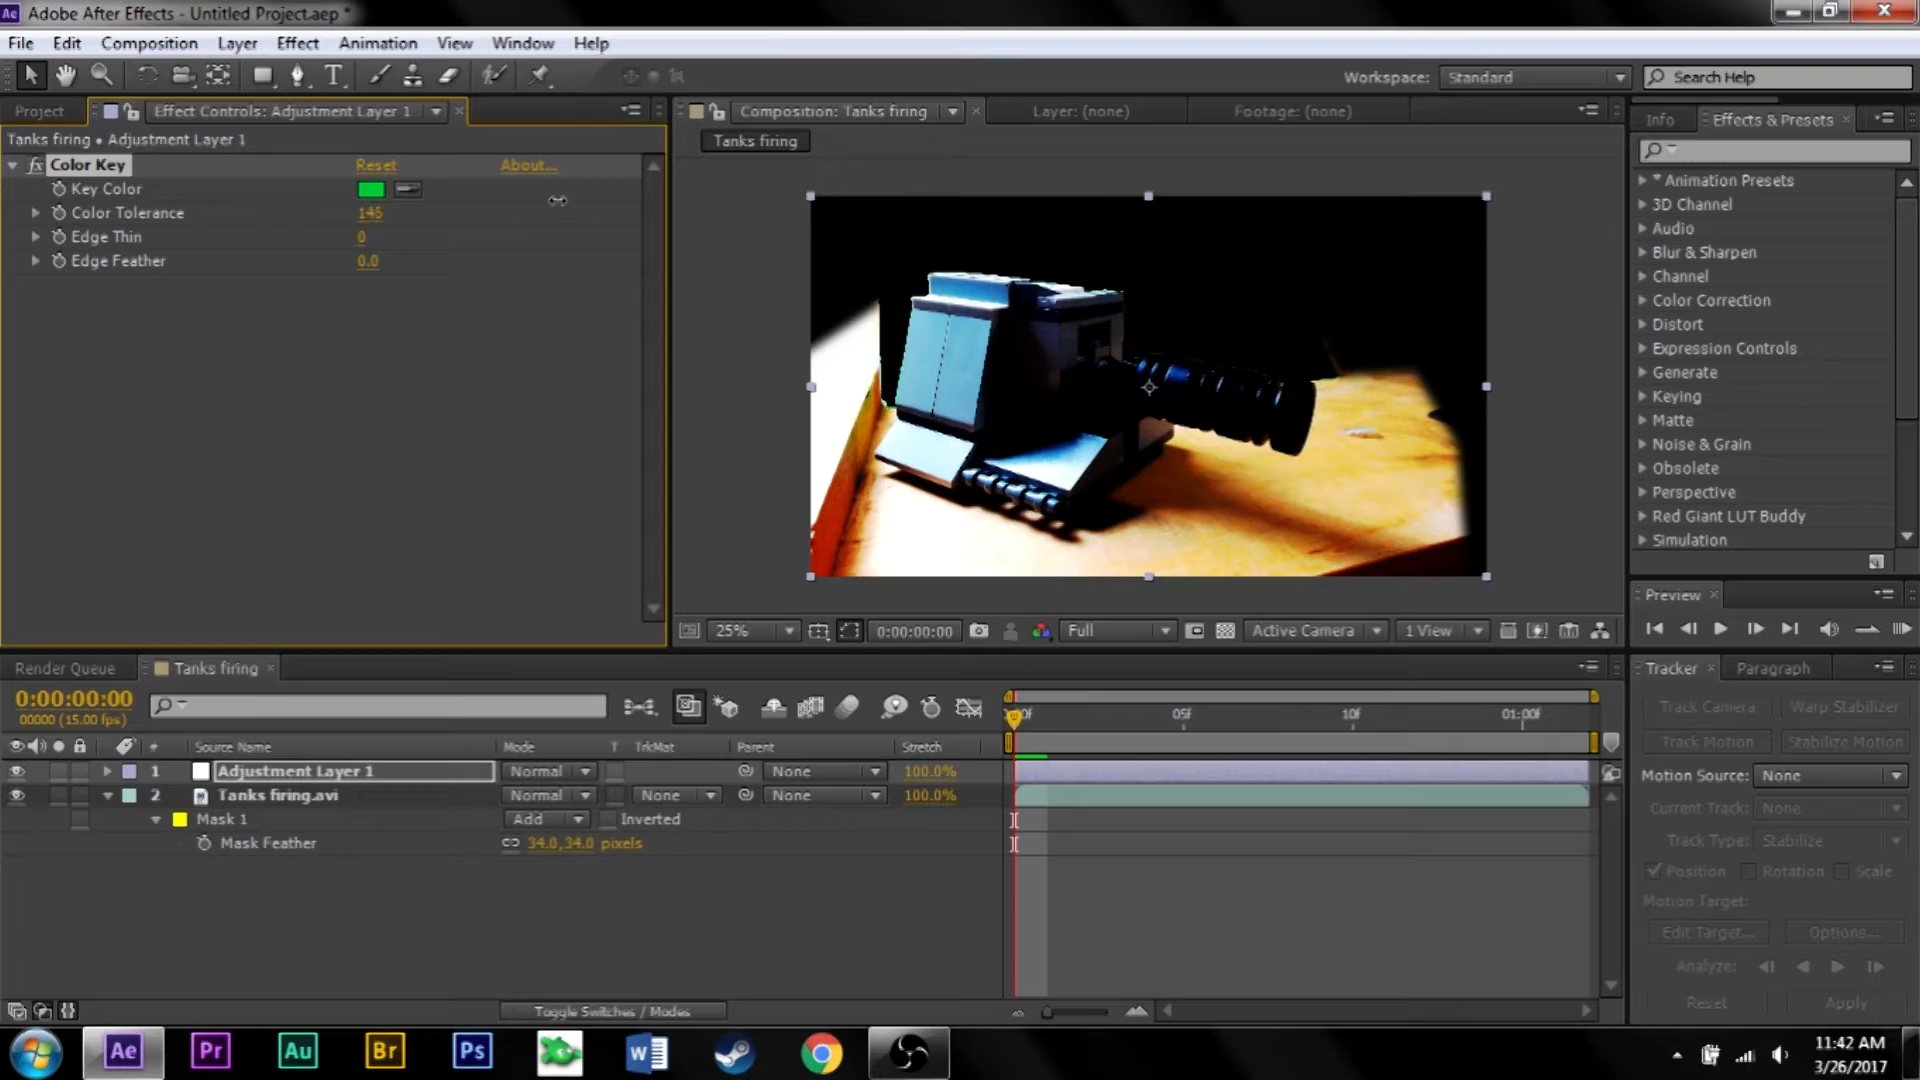 Ae Adobe After Effects - Untitled Project.aep *
File Edit Composition Layer Effect Animation View Window Help
T Workspace: Standard Search Help
Project Effect Controls: Adjustment Layer 1 Composition: Tanks firing Layer: (none) Footage: (none) Info Effects & Presets
Tanks firing • Adjustment Layer 1 Tanks firing
fx Color Key Reset About...
Key Color
Color Tolerance 145
Edge Thin 0
Edge Feather 0.0
* Animation Presets
3D Channel
Audio
Blur & Sharpen
Channel
Color Correction
Distort
Expression Controls
Generate
Keying
Matte
Noise & Grain
Obsolete
Perspective
Red Giant LUT Buddy
Simulation
25% 0:00:00:00 Full Active Camera 1 View
Preview
Render Queue Tanks firing
Tracker Paragraph
0:00:00:00
00000 (15.00 fps)
05f 10f 01:00f
# Source Name Mode T TrkMat Parent Stretch
1 Adjustment Layer 1 Normal None 100.0%
2 Tanks firing.avi Normal None None 100.0%
Mask 1 Add Inverted
Mask Feather 34.0,34.0 pixels
Track Camera Warp Stabilizer
Track Motion Stabilize Motion
Motion Source: None
Current Track: None
Track Type: Stabilize
Position Rotation Scale
Motion Target:
Edit Target... Options...
Analyze:
Reset Apply
Toggle Switches / Modes
Ae Pr Au Br Ps W
11:42 AM
3/26/2017